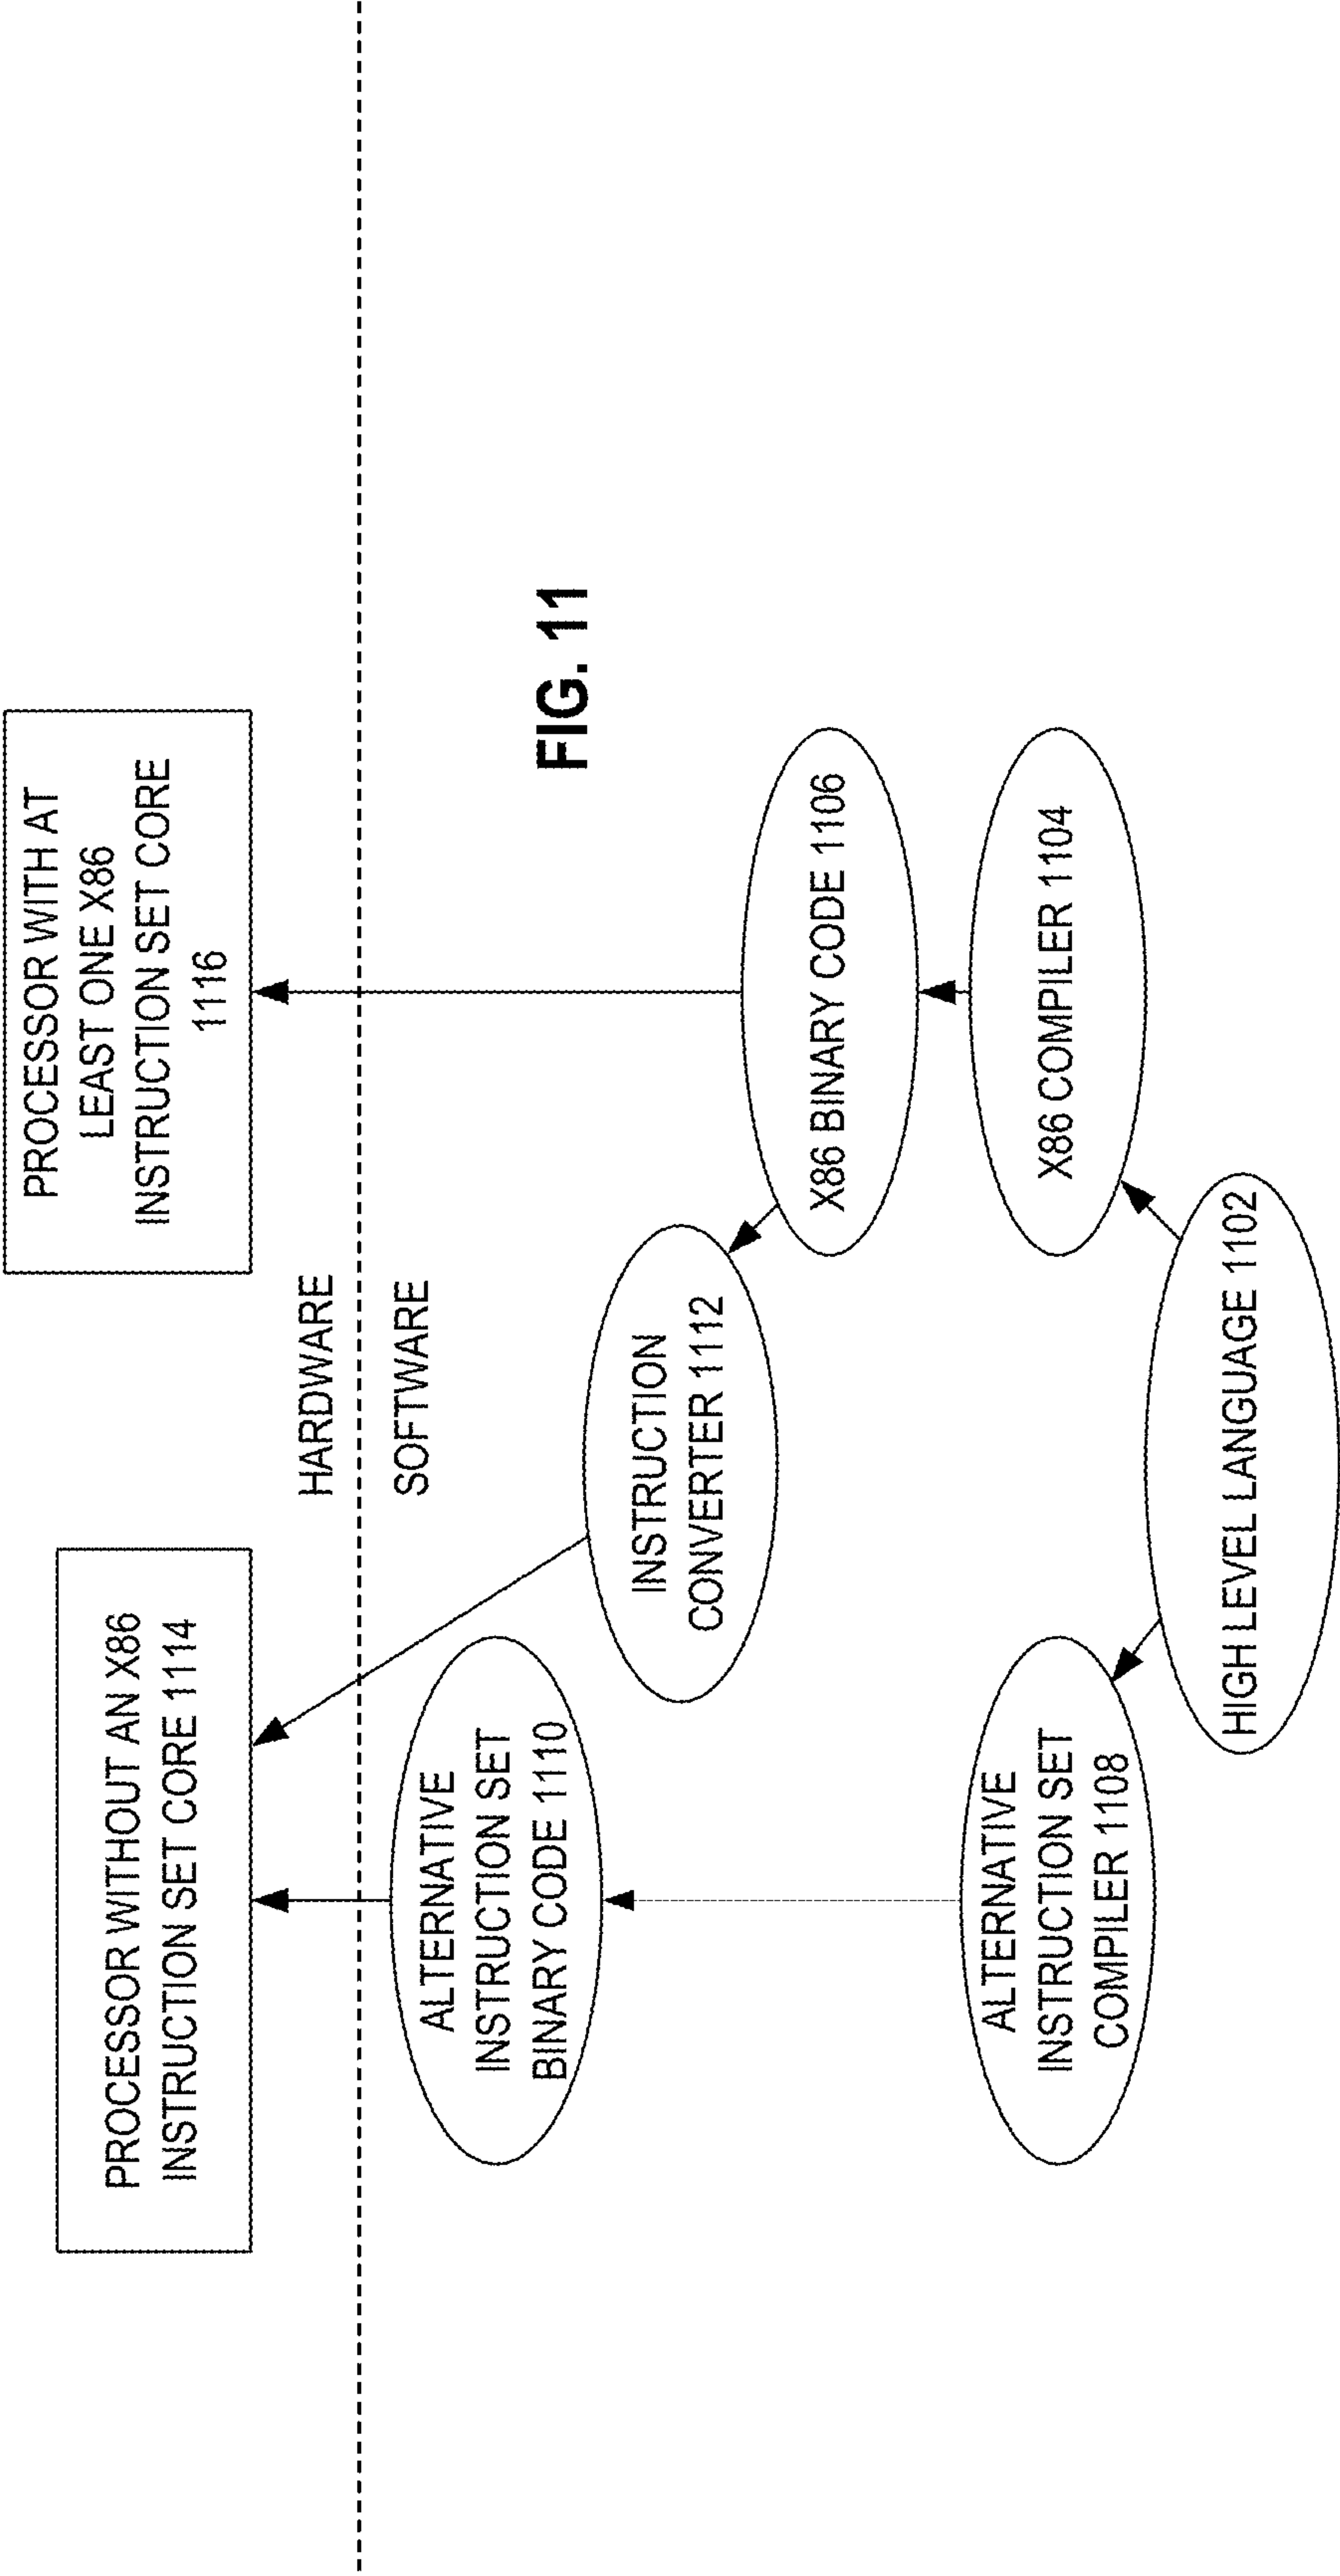 PROCESSOR WITHOUT AN X86
INSTRUCTION SET CORE 1114
PROCESSOR WITH AT
LEAST ONE X86
INSTRUCTION SET CORE
1116
HARDWARE
SOFTWARE
ALTERNATIVE
INSTRUCTION SET
BINARY CODE 1110
INSTRUCTION
CONVERTER 1112
FIG. 11
X86 BINARY CODE 1106
ALTERNATIVE
INSTRUCTION SET
COMPILER 1108
X86 COMPILER 1104
HIGH LEVEL LANGUAGE 1102